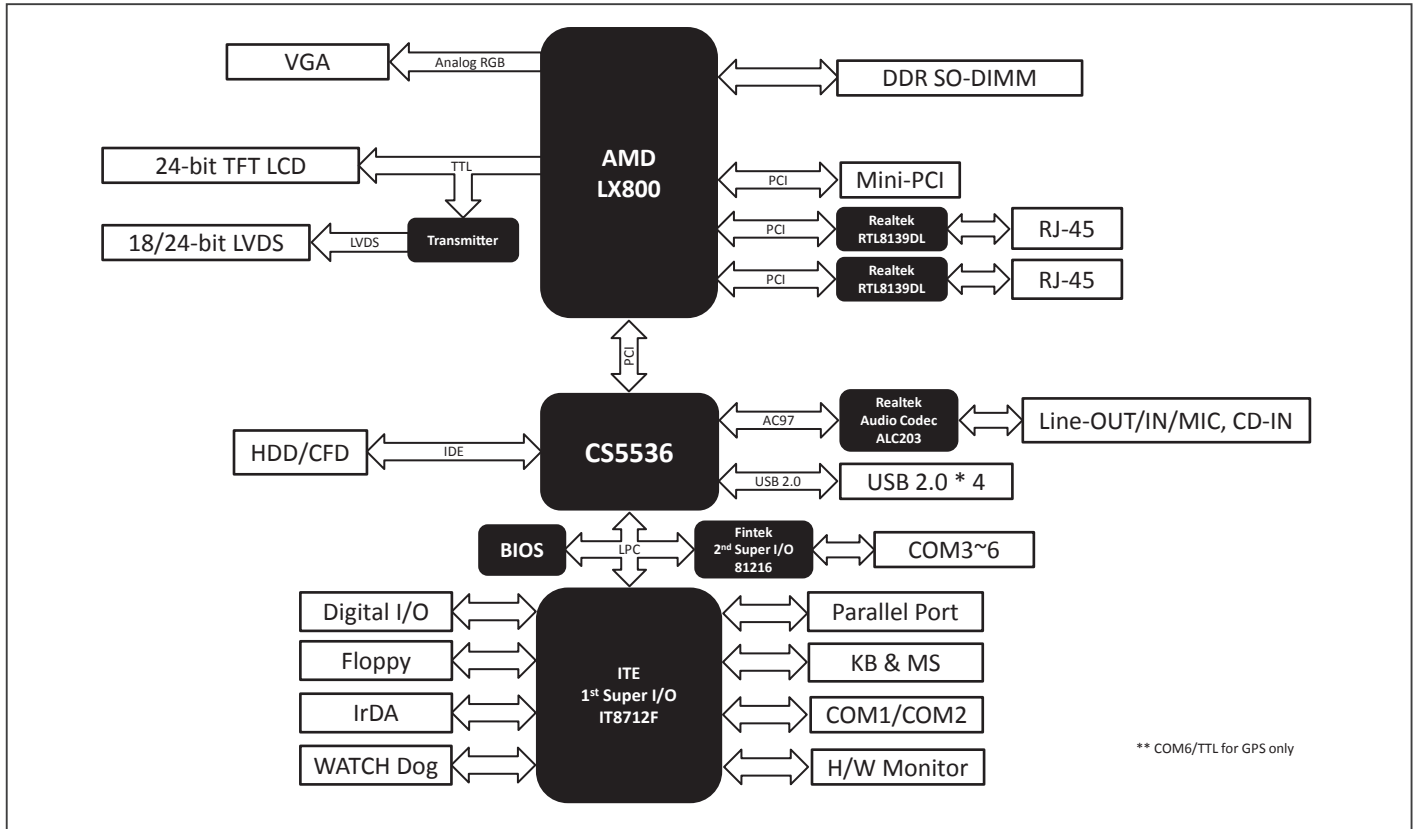 VGA
Analog RGB
DDR SO-DIMM
AMD
LX800
24-bit TFT LCD
TTL
PCI
Mini-PCI
18/24-bit LVDS
LVDS
Transmitter
PCI
Realtek
RTL8139DL
RJ-45
PCI
Realtek
RTL8139DL
RJ-45
PCI
HDD/CFD
IDE
CS5536
AC97
Realtek
Audio Codec
ALC203
Line-OUT/IN/MIC, CD-IN
USB 2.0
USB 2.0 * 4
BIOS
LPC
Fintek
2nd Super I/O
81216
COM3~6
Digital I/O
Floppy
IrDA
WATCH Dog
ITE
1st Super I/O
IT8712F
Parallel Port
KB & MS
COM1/COM2
H/W Monitor
** COM6/TTL for GPS only